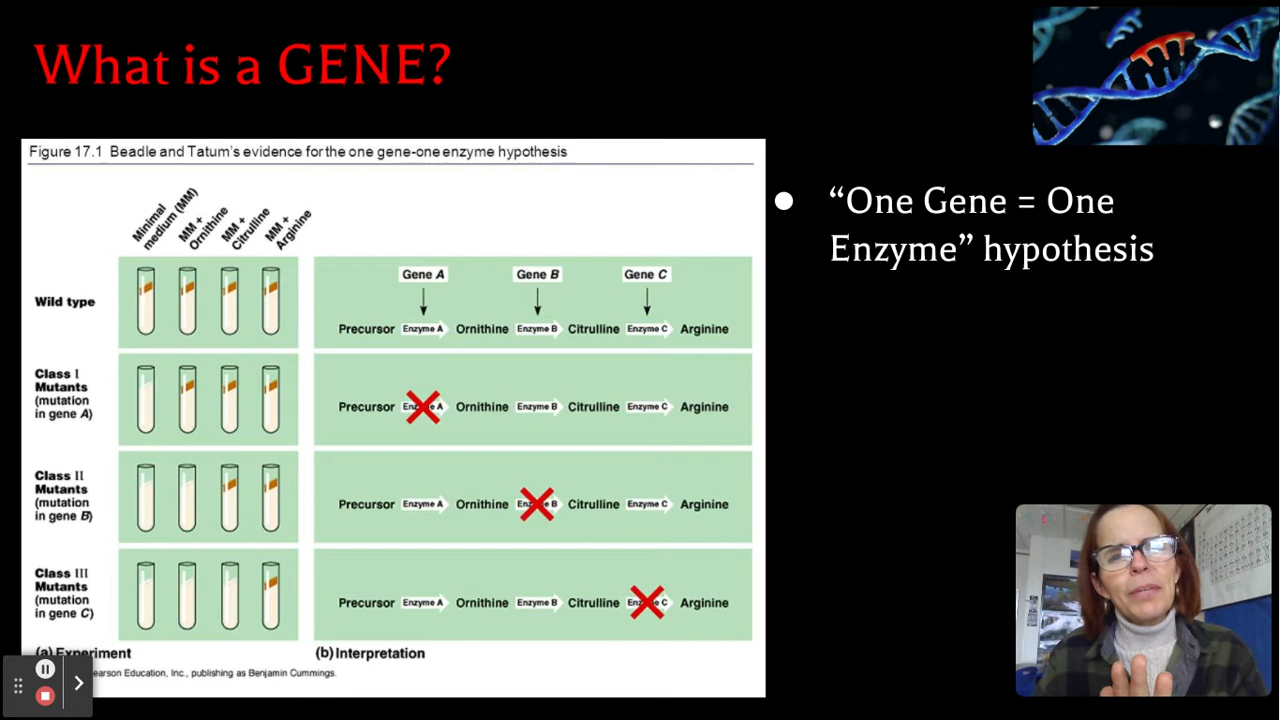 What is a GENE?
Figure 17.1 Beadle and Tatum's evidence for the one gene-one enzyme hypothesis
Minimal
medium (MM)
MM +
Ornithine
MM +
Citrulline
MM +
Arginine
Wild type
Gene A
Gene B
Gene C
Precursor Enzyme A Ornithine Enzyme B Citrulline Enzyme C Arginine
Class I
Mutants
(mutation
in gene A)
Precursor Ornithine Enzyme B Citrulline Enzyme C Arginine
Class II
Mutants
(mutation
in gene B)
Precursor Enzyme A Ornithine Citrulline Enzyme C Arginine
Class III
Mutants
(mutation
in gene C)
Precursor Enzyme A Ornithine Enzyme B Citrulline Arginine
(a) Experiment
(b) Interpretation
Education, Inc., publishing as Benjamin Cummings.
● “One Gene = One
Enzyme” hypothesis